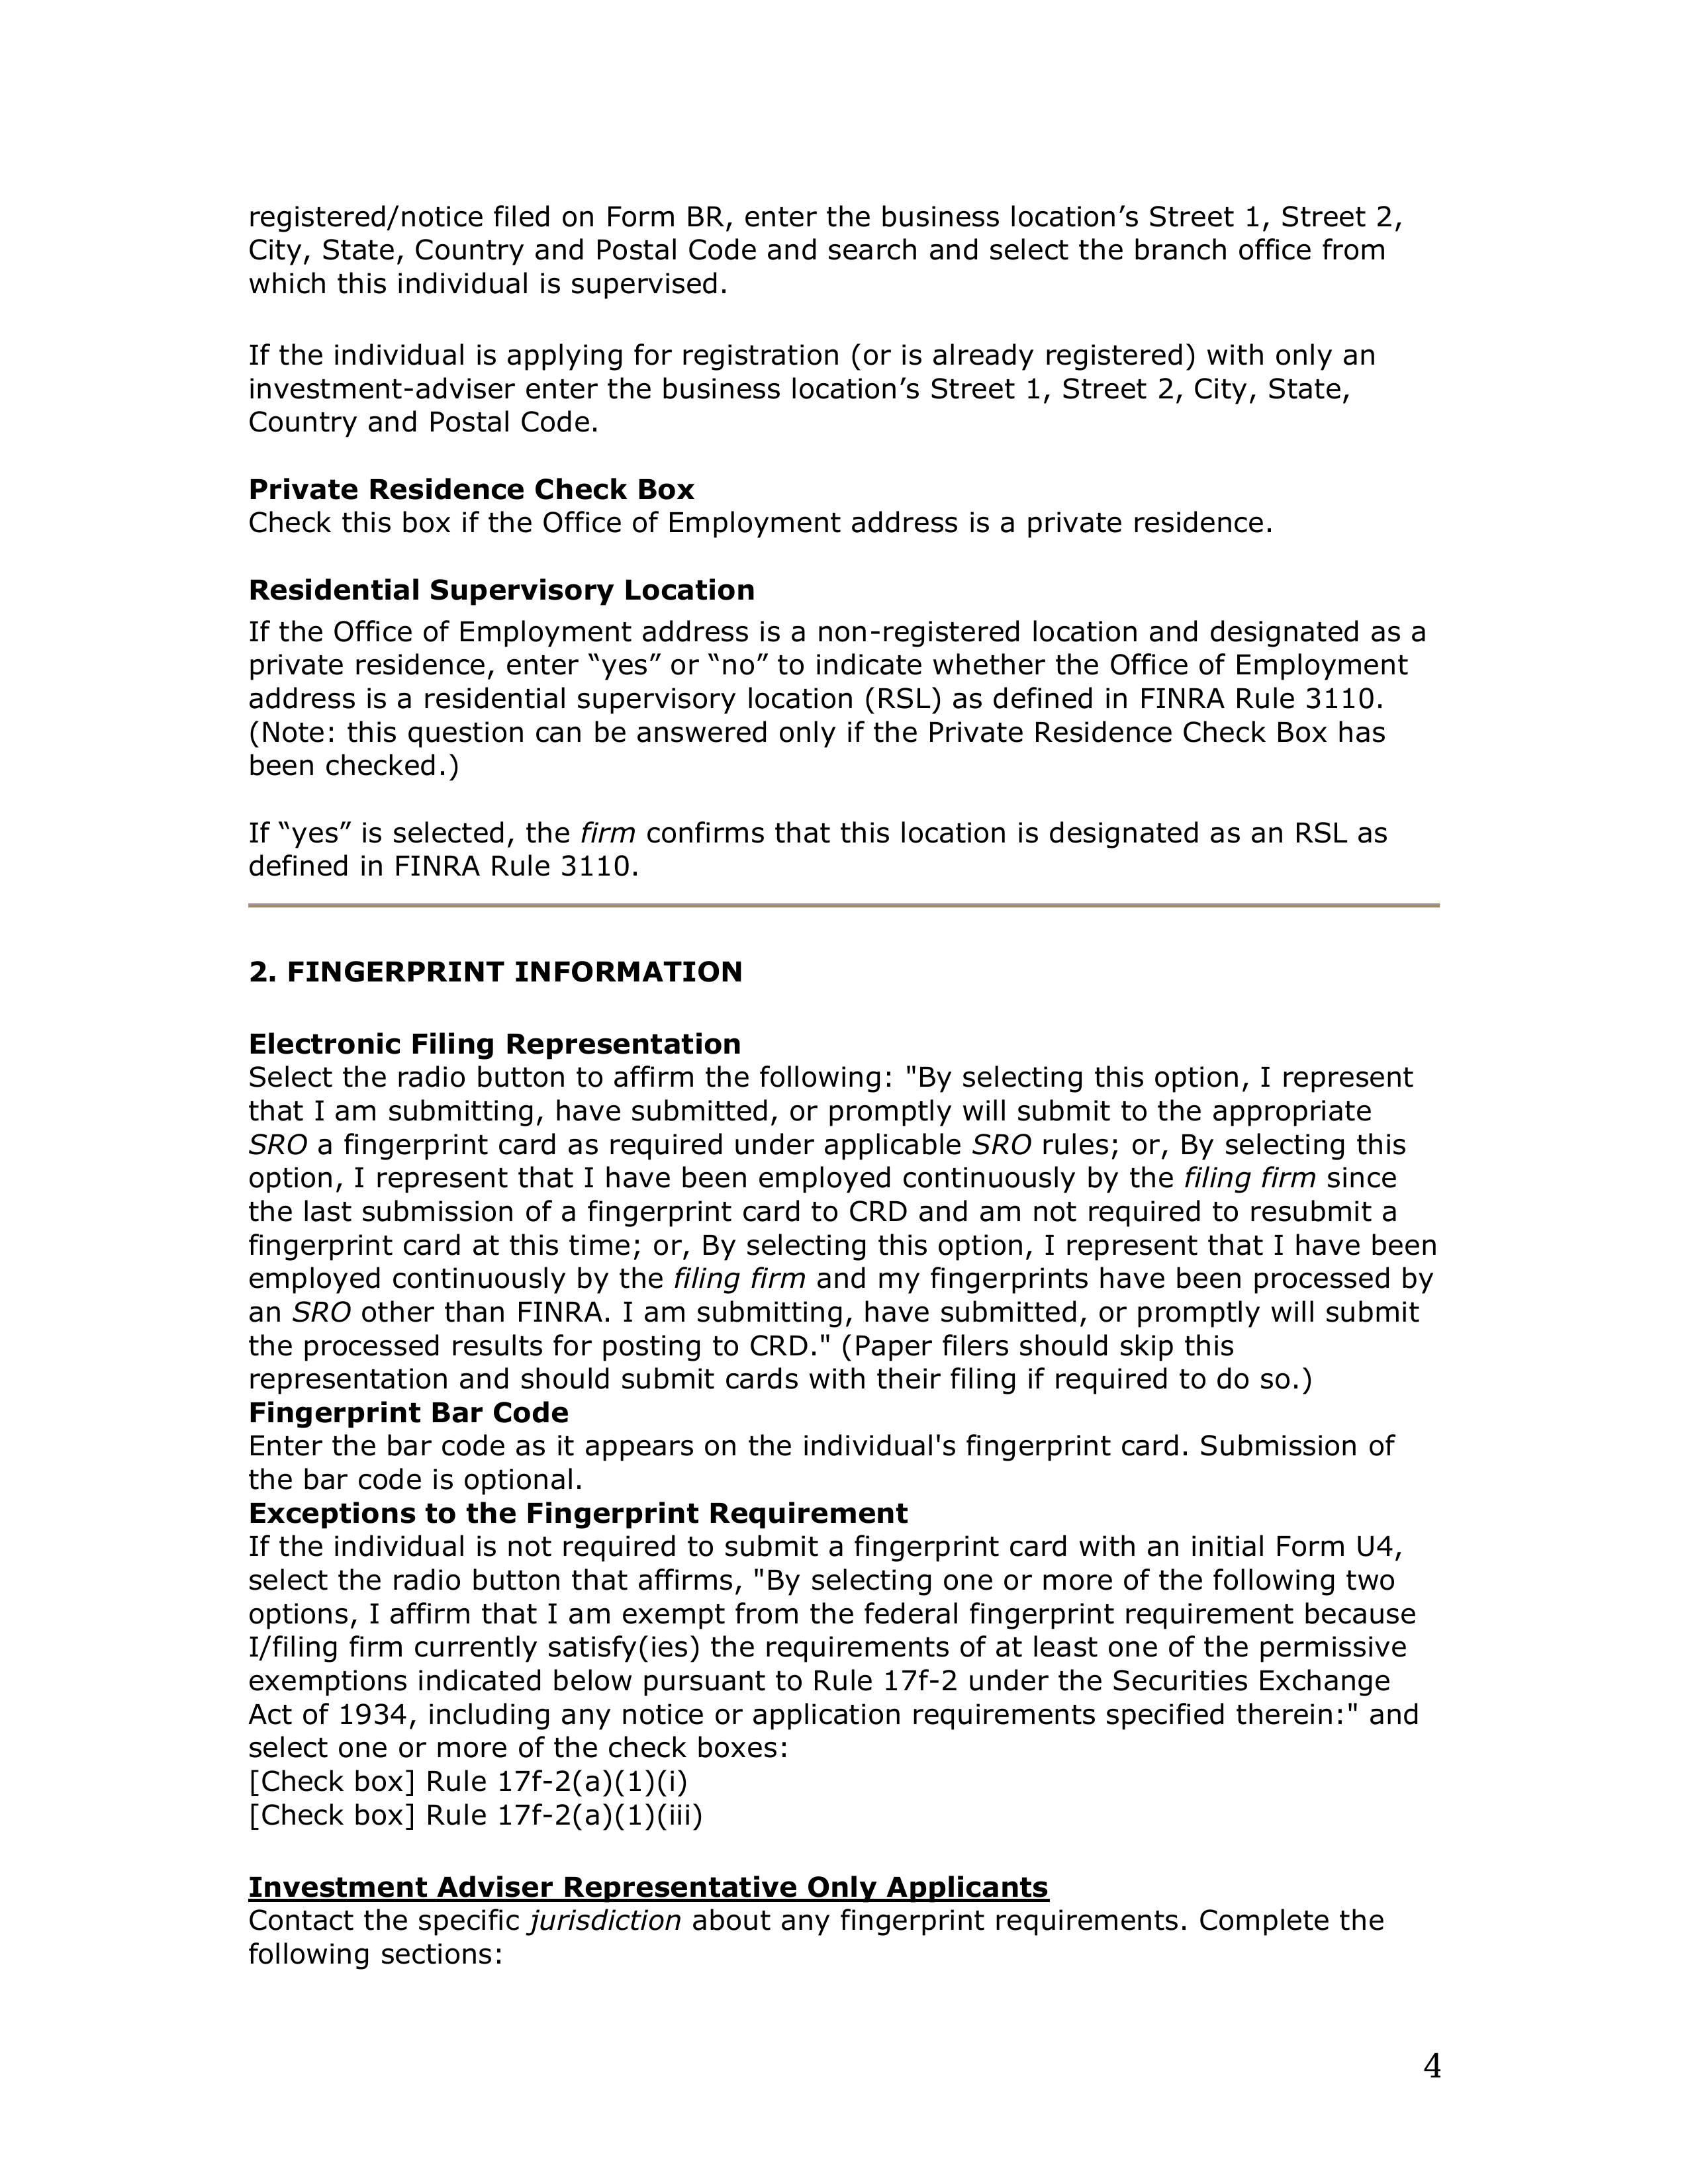 registered/notice filed on Form BR, enter the business location’s Street 1, Street 2,
City, State, Country and Postal Code and search and select the branch office from
which this individual is supervised.
If the individual is applying for registration (or is already registered) with only an
investment-adviser enter the business location’s Street 1, Street 2, City, State,
Country and Postal Code.
Private Residence Check Box
Check this box if the Office of Employment address is a private residence.
Residential Supervisory Location
If the Office of Employment address is a non-registered location and designated as a
private residence, enter “yes” or “no” to indicate whether the Office of Employment
address is a residential supervisory location (RSL) as defined in FINRA Rule 3110.
(Note: this question can be answered only if the Private Residence Check Box has
been checked.)
If “yes” is selected, the firm confirms that this location is designated as an RSL as
defined in FINRA Rule 3110.
2. FINGERPRINT INFORMATION
Electronic Filing Representation
Select the radio button to affirm the following: "By selecting this option, I represent
that I am submitting, have submitted, or promptly will submit to the appropriate
SRO a fingerprint card as required under applicable SRO rules; or, By selecting this
option, I represent that I have been employed continuously by the filing firm since
the last submission of a fingerprint card to CRD and am not required to resubmit a
fingerprint card at this time; or, By selecting this option, I represent that I have been
employed continuously by the filing firm and my fingerprints have been processed by
an SRO other than FINRA. I am submitting, have submitted, or promptly will submit
the processed results for posting to CRD." (Paper filers should skip this
representation and should submit cards with their filing if required to do so.)
Fingerprint Bar Code
Enter the bar code as it appears on the individual's fingerprint card. Submission of
the bar code is optional.
Exceptions to the Fingerprint Requirement
If the individual is not required to submit a fingerprint card with an initial Form U4,
select the radio button that affirms, "By selecting one or more of the following two
options, I affirm that I am exempt from the federal fingerprint requirement because
I/filing firm currently satisfy(ies) the requirements of at least one of the permissive
exemptions indicated below pursuant to Rule 17f-2 under the Securities Exchange
Act of 1934, including any notice or application requirements specified therein:" and
select one or more of the check boxes:
[Check box] Rule 17f-2(a)(1)(i)
[Check box] Rule 17f-2(a)(1)(iii)
Investment Adviser Representative Only Applicants
Contact the specific jurisdiction about any fingerprint requirements. Complete the
following sections:
4